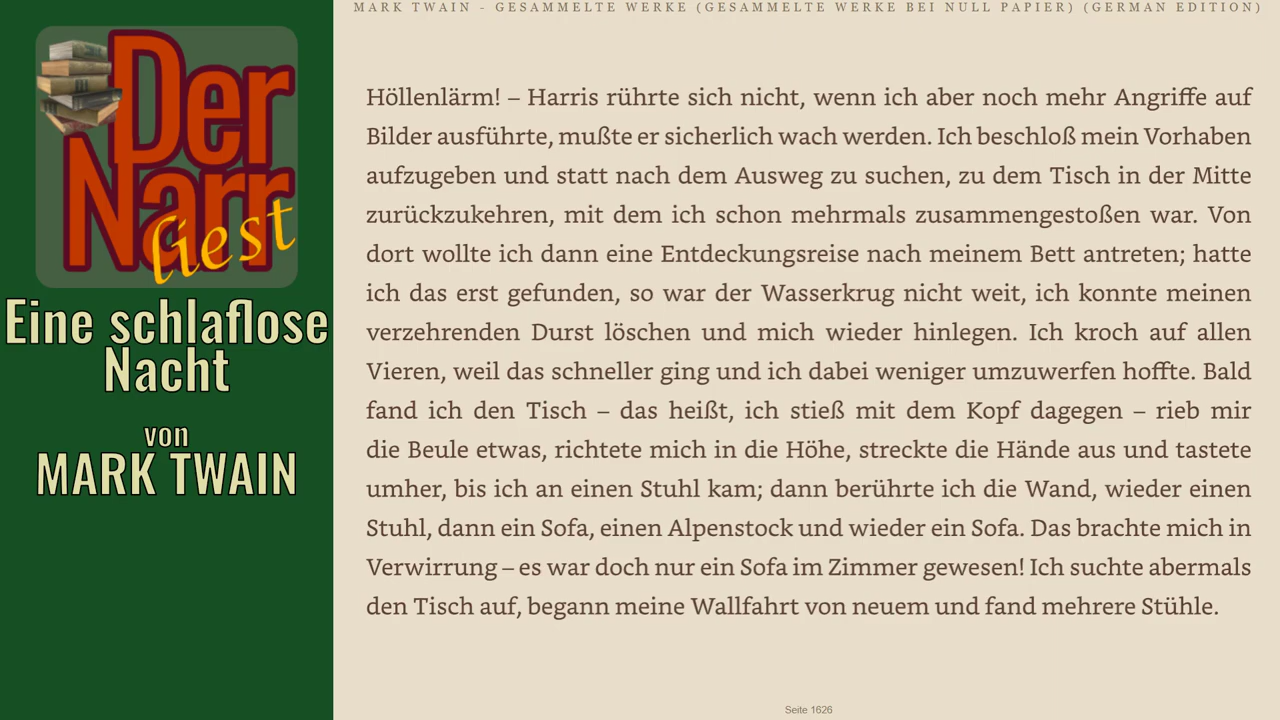 Der
Narr
liest
Eine schlaflose
Nacht
von
MARK TWAIN
MARK TWAIN - GESAMMELTE WERKE (GESAMMELTE WERKE BEI NULL PAPIER) (GERMAN EDITION)
Höllenlärm! – Harris rührte sich nicht, wenn ich aber noch mehr Angriffe auf
Bilder ausführte, mußte er sicherlich wach werden. Ich beschloß mein Vorhaben
aufzugeben und statt nach dem Ausweg zu suchen, zu dem Tisch in der Mitte
zurückzukehren, mit dem ich schon mehrmals zusammengestoßen war. Von
dort wollte ich dann eine Entdeckungsreise nach meinem Bett antreten; hatte
ich das erst gefunden, so war der Wasserkrug nicht weit, ich konnte meinen
verzehrenden Durst löschen und mich wieder hinlegen. Ich kroch auf allen
Vieren, weil das schneller ging und ich dabei weniger umzuwerfen hoffte. Bald
fand ich den Tisch – das heißt, ich stieß mit dem Kopf dagegen – rieb mir
die Beule etwas, richtete mich in die Höhe, streckte die Hände aus und tastete
umher, bis ich an einen Stuhl kam; dann berührte ich die Wand, wieder einen
Stuhl, dann ein Sofa, einen Alpenstock und wieder ein Sofa. Das brachte mich in
Verwirrung – es war doch nur ein Sofa im Zimmer gewesen! Ich suchte abermals
den Tisch auf, begann meine Wallfahrt von neuem und fand mehrere Stühle.
Seite 1626